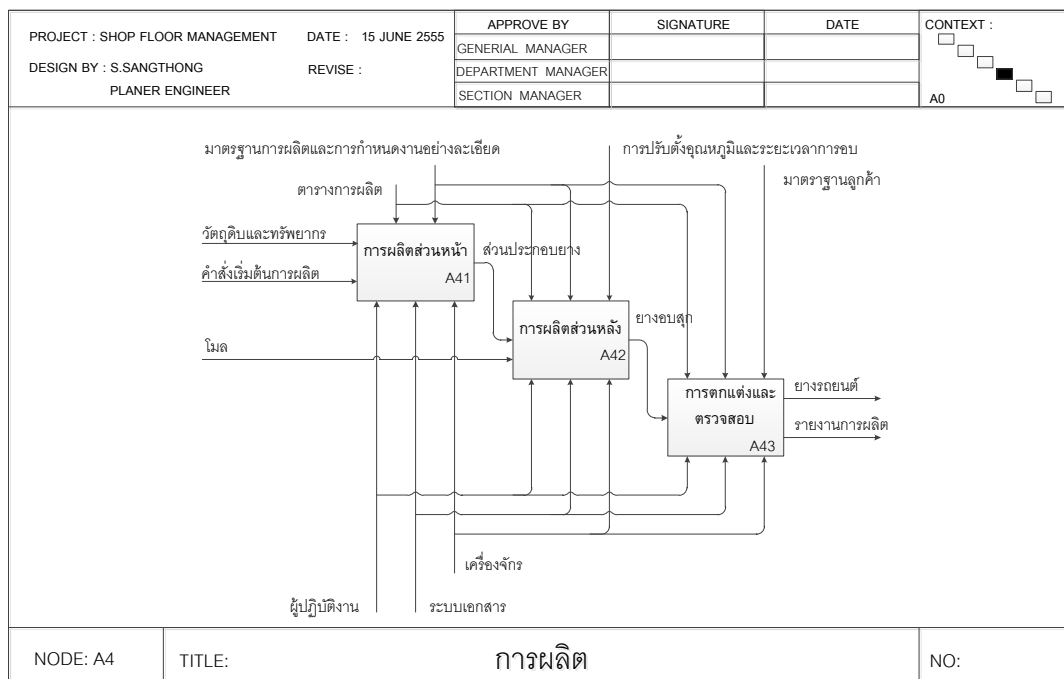 PROJECT : SHOP FLOOR MANAGEMENT DATE : 15 JUNE 2555
DESIGN BY : S.SANGTHONG REVISE :
PLANER ENGINEER
APPROVE BY SIGNATURE DATE
GENERIAL MANAGER
DEPARTMENT MANAGER
SECTION MANAGER
CONTEXT :
A0
มาตรฐานการผลิตและการกำหนดงานอย่างละเอียด
การปรับตั้งอุณหภูมิและระยะเวลาการอบ
ตารางการผลิต
มาตราฐานลูกค้า
วัตถุดิบและทรัพยากร
คำสั่งเริ่มต้นการผลิต
การผลิตส่วนหน้า
A41
ส่วนประกอบยาง
โมล
การผลิตส่วนหลัง
A42
ยางอบสุก
การตกแต่งและ
ตรวจสอบ
A43
ยางรถยนต์
รายงานการผลิต
เครื่องจักร
ผู้ปฏิบัติงาน
ระบบเอกสาร
NODE: A4 TITLE: การผลิต NO: